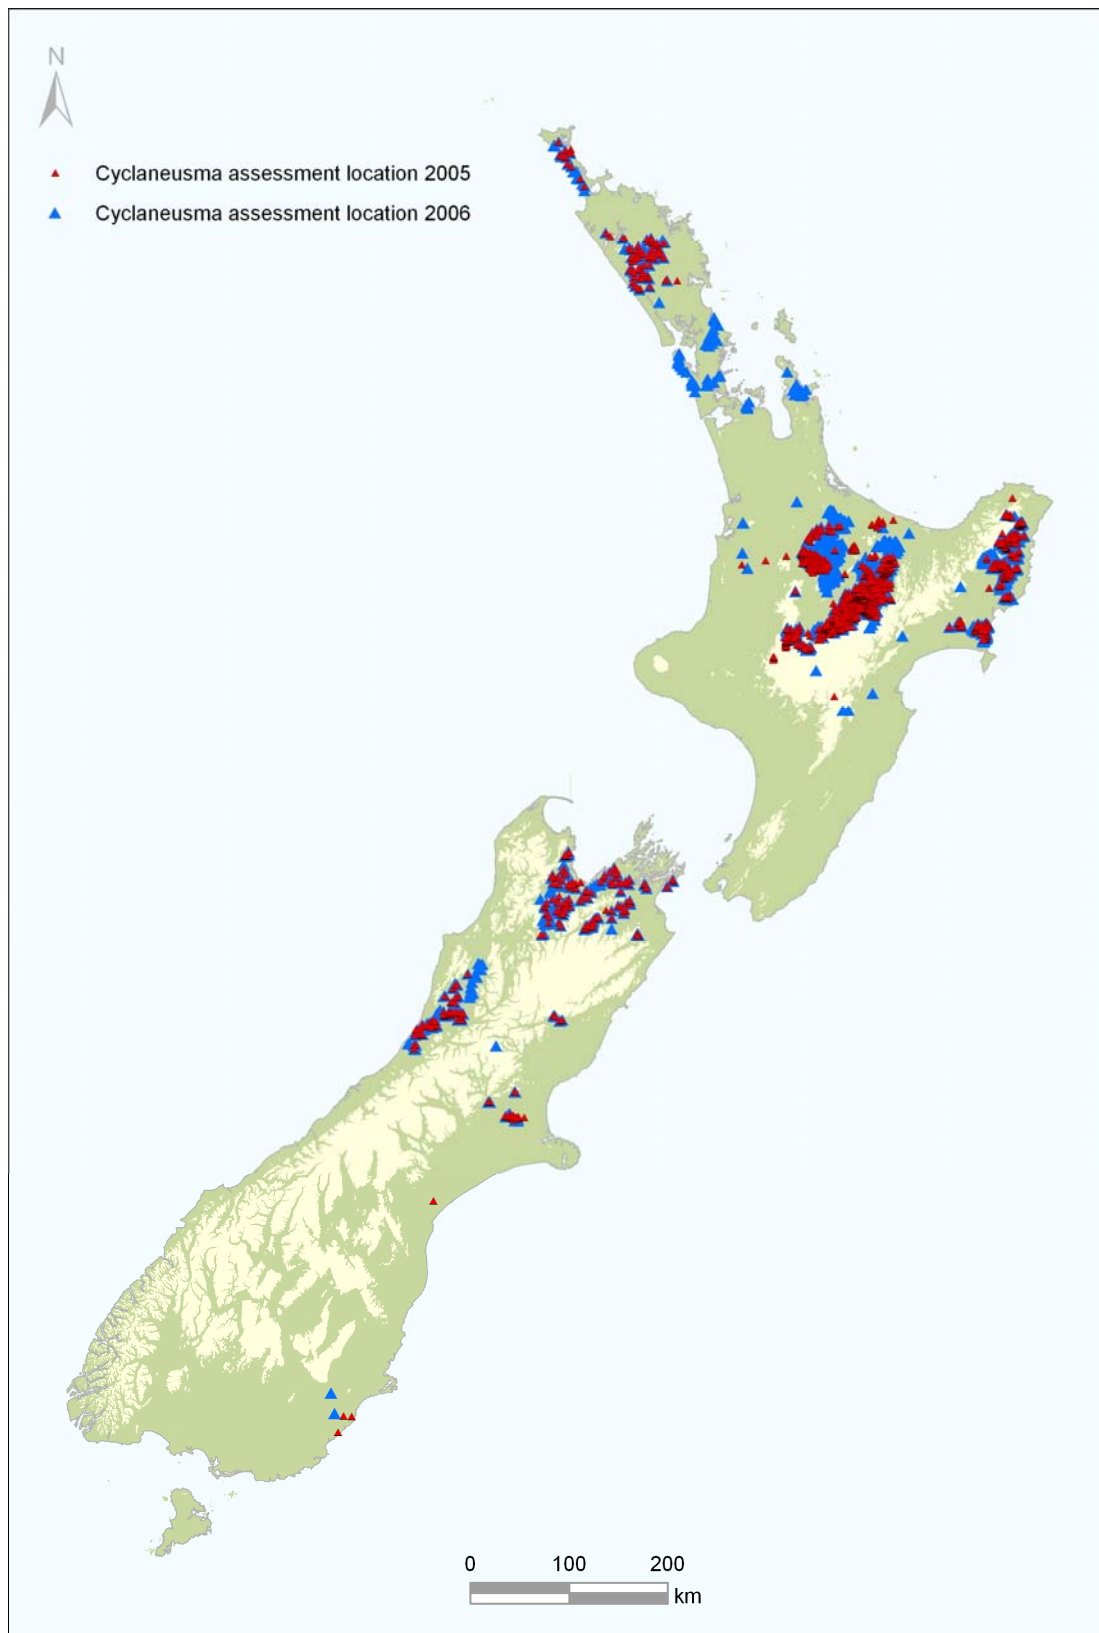 N
Cyclaneusma assessment location 2005
Cyclaneusma assessment location 2006
0 100 200
km